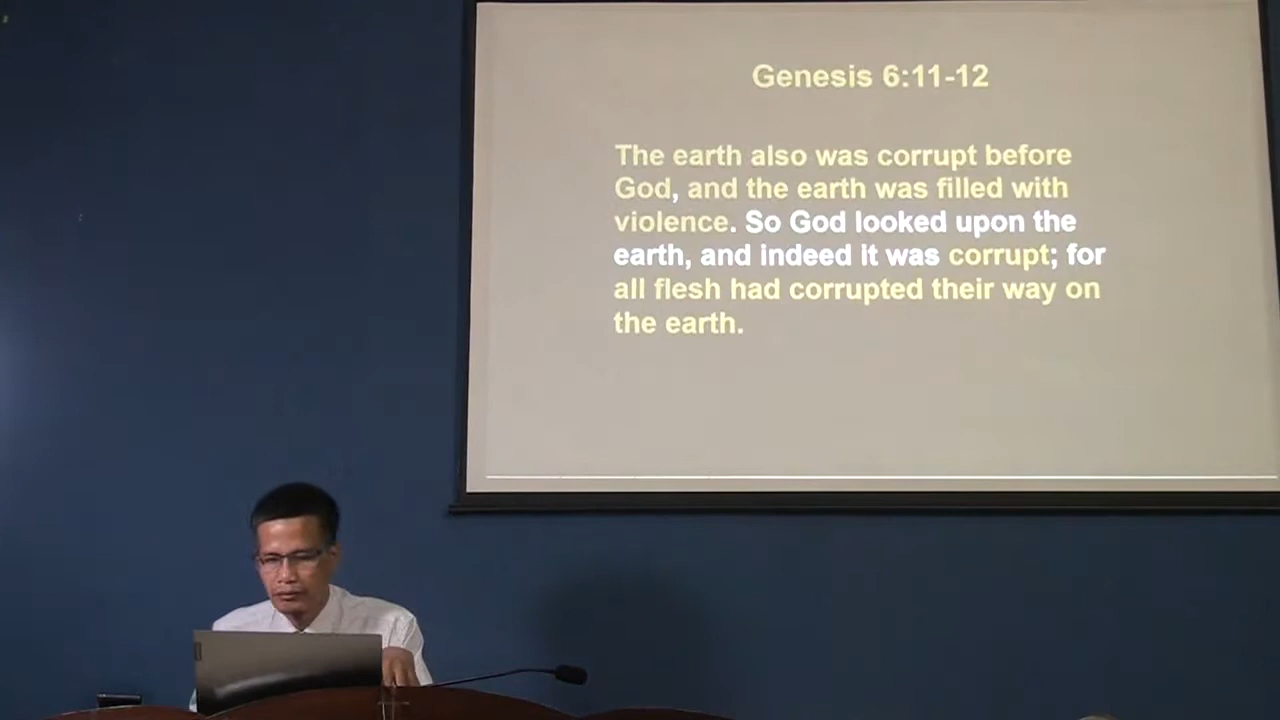 Genesis 6:11-12
The earth also was corrupt before
God, and the earth was filled with
violence. So God looked upon the
earth, and indeed it was corrupt; for
all flesh had corrupted their way on
the earth.